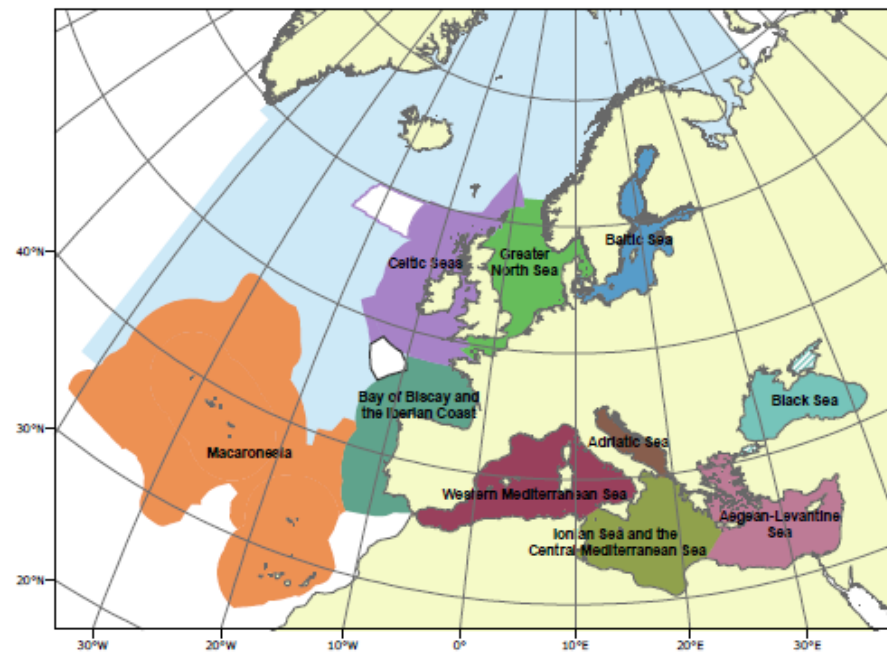 40°N
30°N
20°N
Celtic Seas
Greater
North Sea
Baltic Sea
Bay of Biscay and
the Iberian Coast
Black Sea
Macaronesia
Adriatic Sea
Western Mediterranean Sea
Ionian Sea and the
Central Mediterranean Sea
Aegean-Levantine
Sea
30°W
20°W
10°W
0°
10°E
20°E
30°E